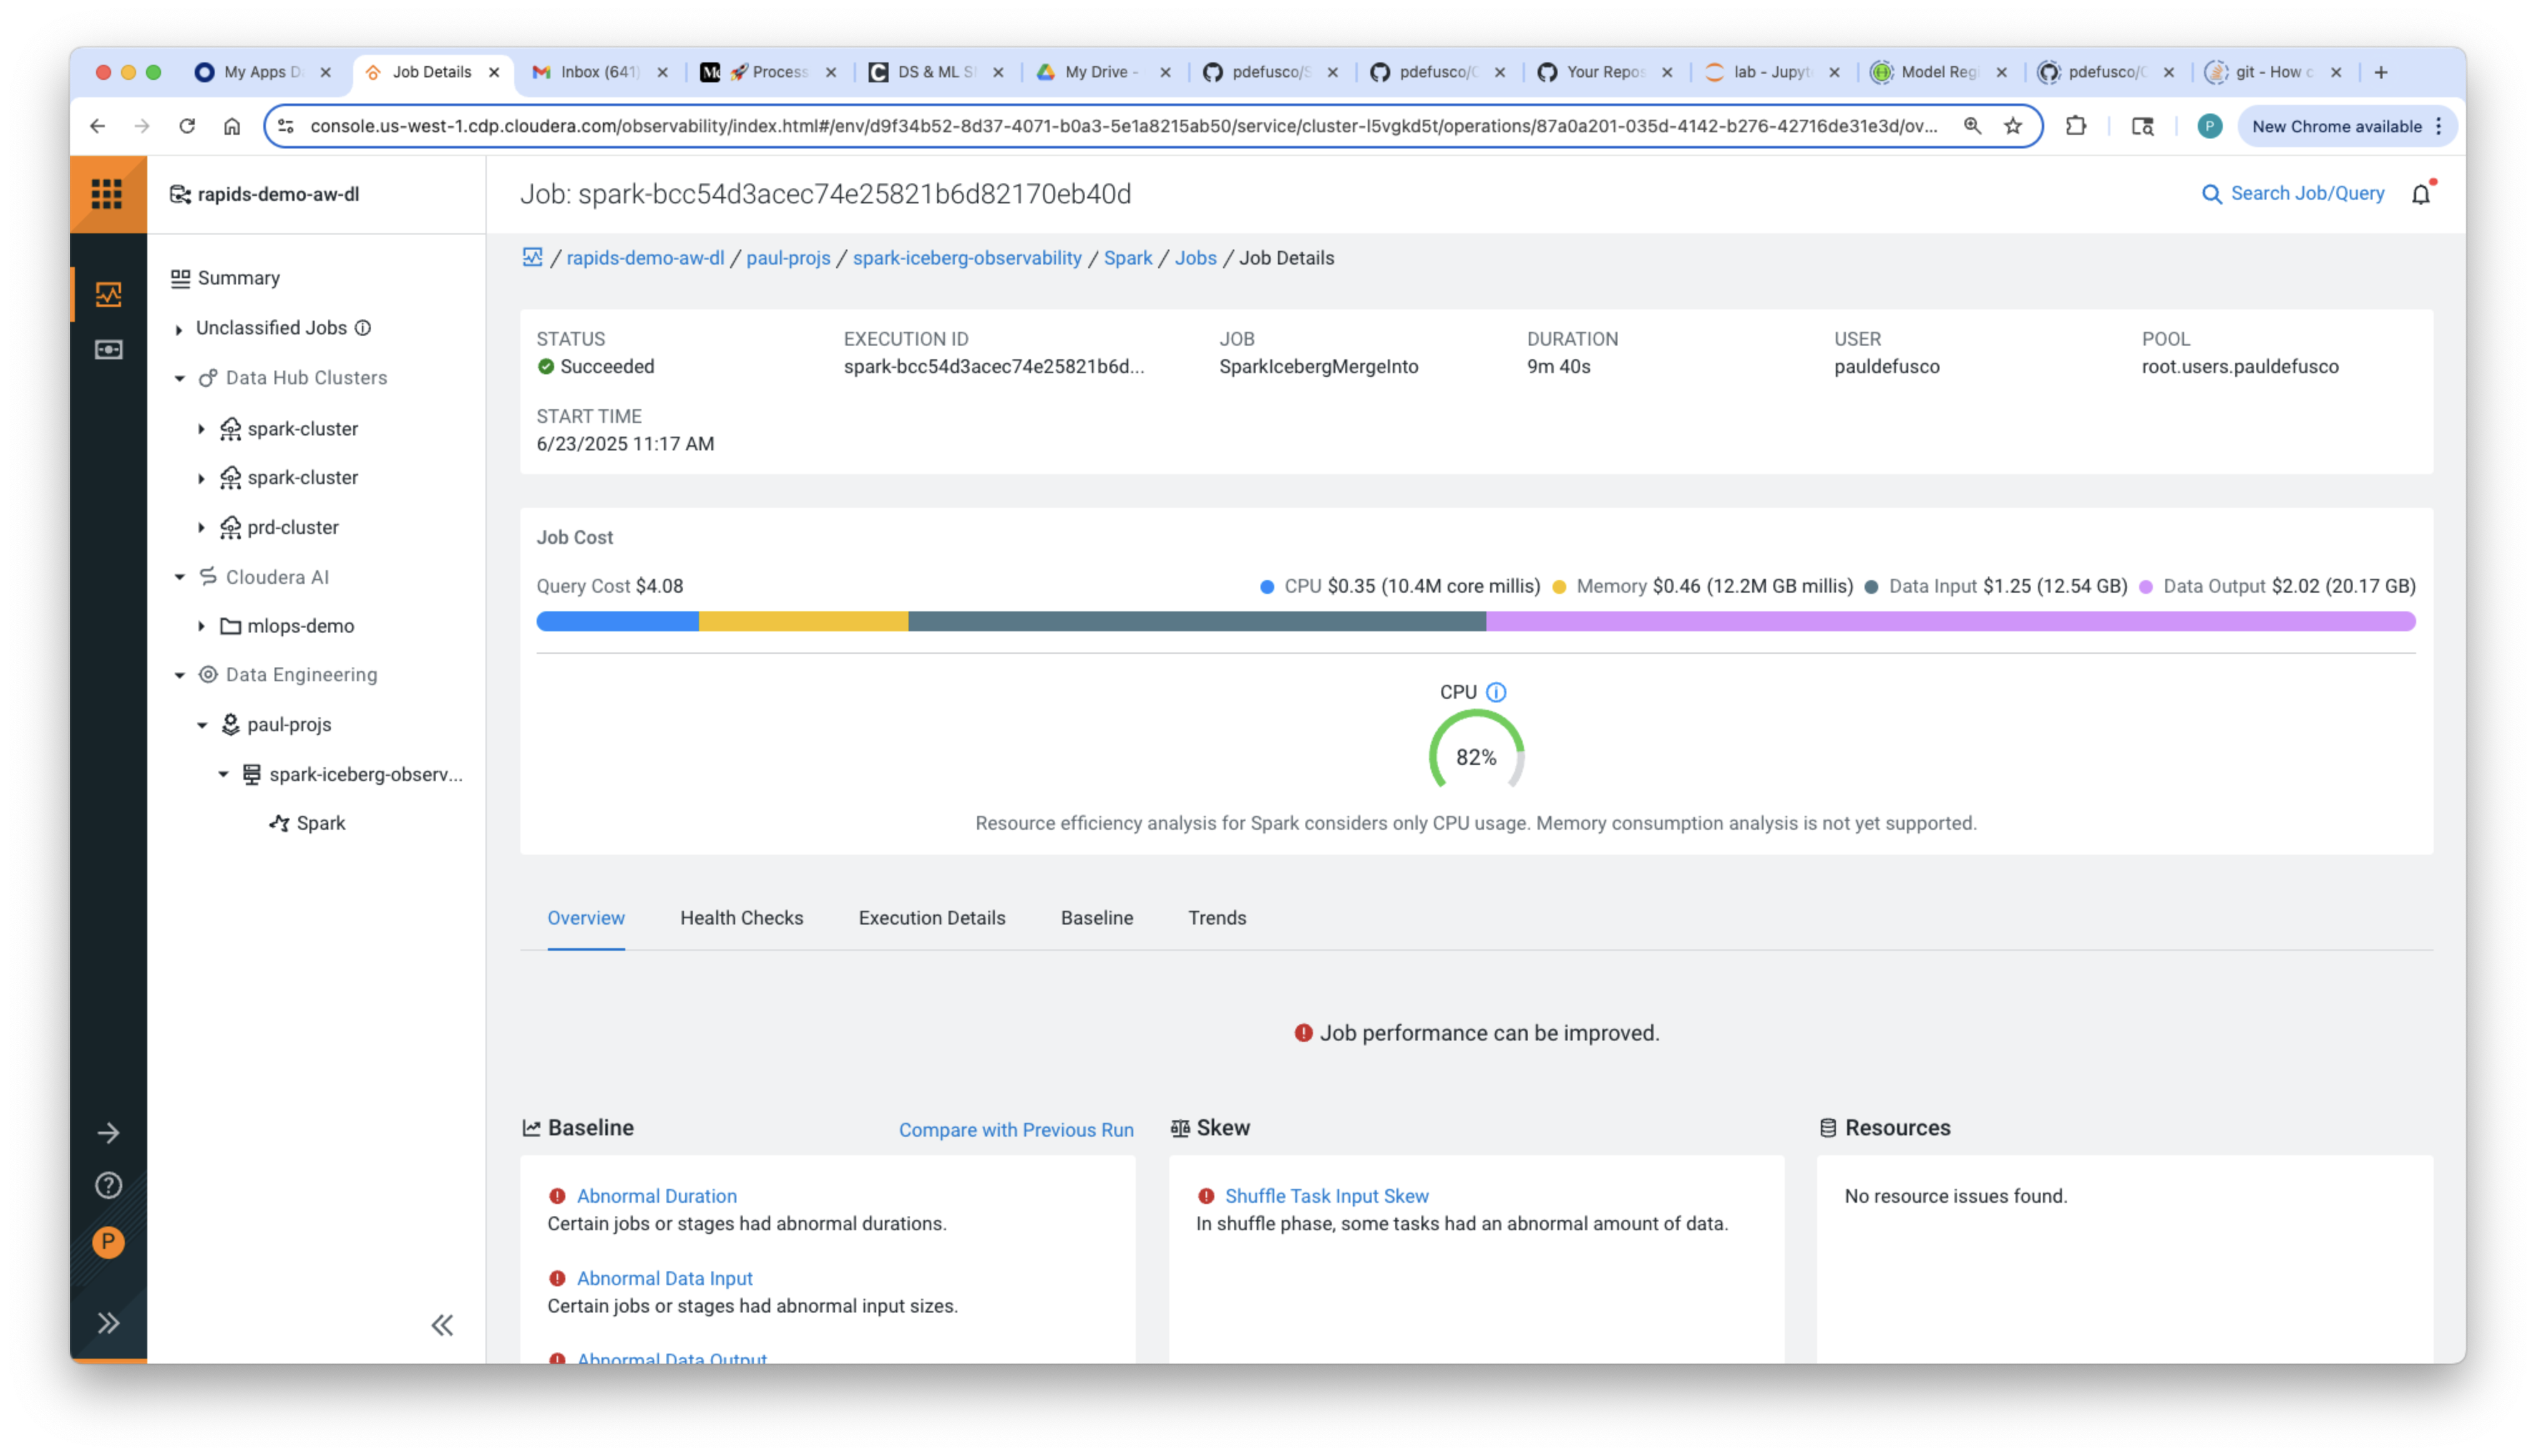 My Apps D
Job Details
Inbox (641)
Process
DS & ML S
My Drive -
pdefusco/S
pdefusco/C
Your Repos
lab - Jupyt
Model Reg
pdefusco/C
git - How c
console.us-west-1.cdp.cloudera.com/observability/index.html#/env/d9f34b52-8d37-4071-b0a3-5e1a8215ab50/service/cluster-l5vgkd5t/operations/87a0a201-035d-4142-b276-42716de31e3d/ov...
P
New Chrome available
rapids-demo-aw-dl
Summary
Unclassified Jobs
Data Hub Clusters
spark-cluster
spark-cluster
prd-cluster
Cloudera AI
mlops-demo
Data Engineering
paul-projs
spark-iceberg-observ...
Spark
P
Job: spark-bcc54d3acec74e25821b6d82170eb40d
Search Job/Query
/ rapids-demo-aw-dl / paul-projs / spark-iceberg-observability / Spark / Jobs / Job Details
STATUS
Succeeded
EXECUTION ID
spark-bcc54d3acec74e25821b6d...
JOB
SparkIcebergMergeInto
DURATION
9m 40s
USER
pauldefusco
POOL
root.users.pauldefusco
START TIME
6/23/2025 11:17 AM
Job Cost
Query Cost $4.08
CPU $0.35 (10.4M core millis)
Memory $0.46 (12.2M GB millis)
Data Input $1.25 (12.54 GB)
Data Output $2.02 (20.17 GB)
CPU
82%
Resource efficiency analysis for Spark considers only CPU usage. Memory consumption analysis is not yet supported.
Overview
Health Checks
Execution Details
Baseline
Trends
Job performance can be improved.
Baseline
Compare with Previous Run
Abnormal Duration
Certain jobs or stages had abnormal durations.
Abnormal Data Input
Certain jobs or stages had abnormal input sizes.
Abnormal Data Output
Skew
Shuffle Task Input Skew
In shuffle phase, some tasks had an abnormal amount of data.
Resources
No resource issues found.